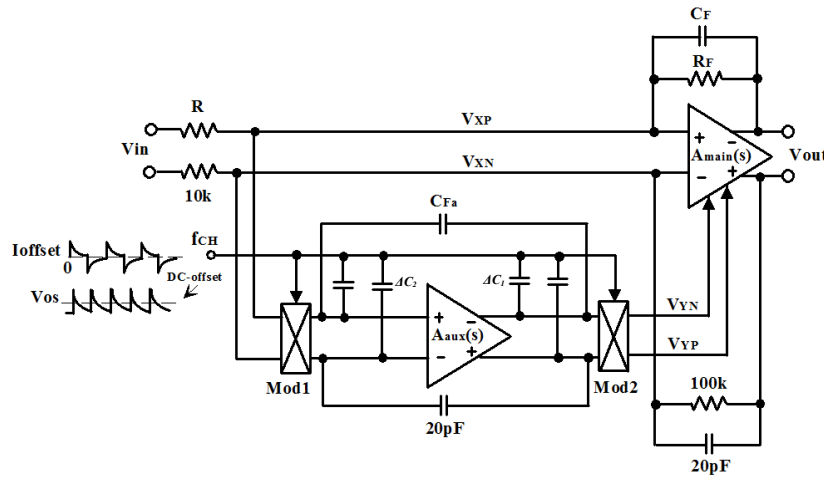 CF
RF
R
VXP
+
−
Amain(s)
−
+
Vin
VXN
Vout
10k
CFa
fCH
Ioffset
0
DC-offset
ΔC2
ΔC1
Vos
+
−
Aaux(s)
−
+
VYN
VYP
Mod1
Mod2
100k
20pF
20pF